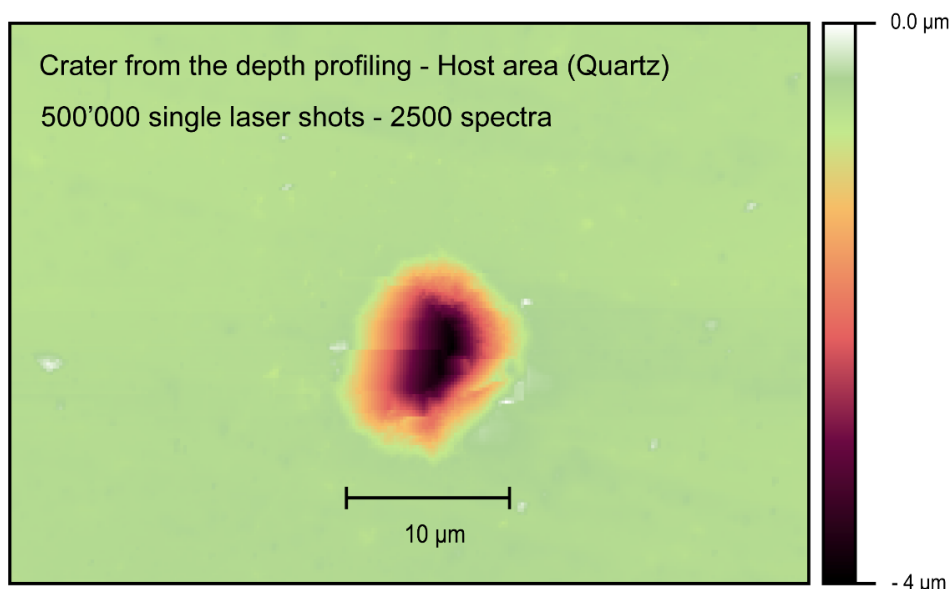 Crater from the depth profiling - Host area (Quartz)
500’000 single laser shots - 2500 spectra
0.0 µm
10 µm
- 4 µm